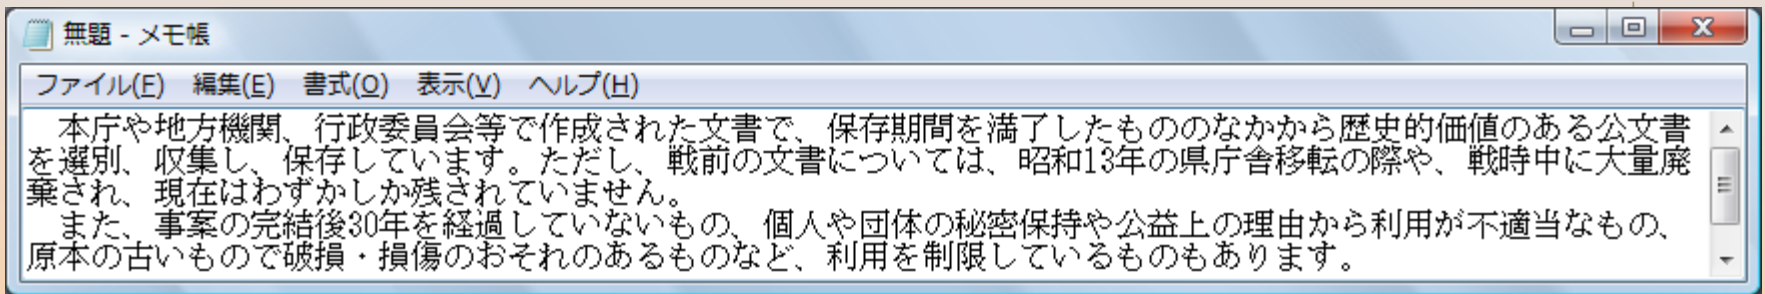 無題 - メモ帳
ファイル(F) 編集(E) 書式(O) 表示(V) ヘルプ(H)
　本庁や地方機関、行政委員会等で作成された文書で、保存期間を満了したもののなかから歴史的価値のある公文書
を選別、収集し、保存しています。ただし、戦前の文書については、昭和13年の県庁舎移転の際や、戦時中に大量廃
棄され、現在はわずかしか残されていません。
　また、事案の完結後30年を経過していないもの、個人や団体の秘密保持や公益上の理由から利用が不適当なもの、
原本の古いもので破損・損傷のおそれのあるものなど、利用を制限しているものもあります。